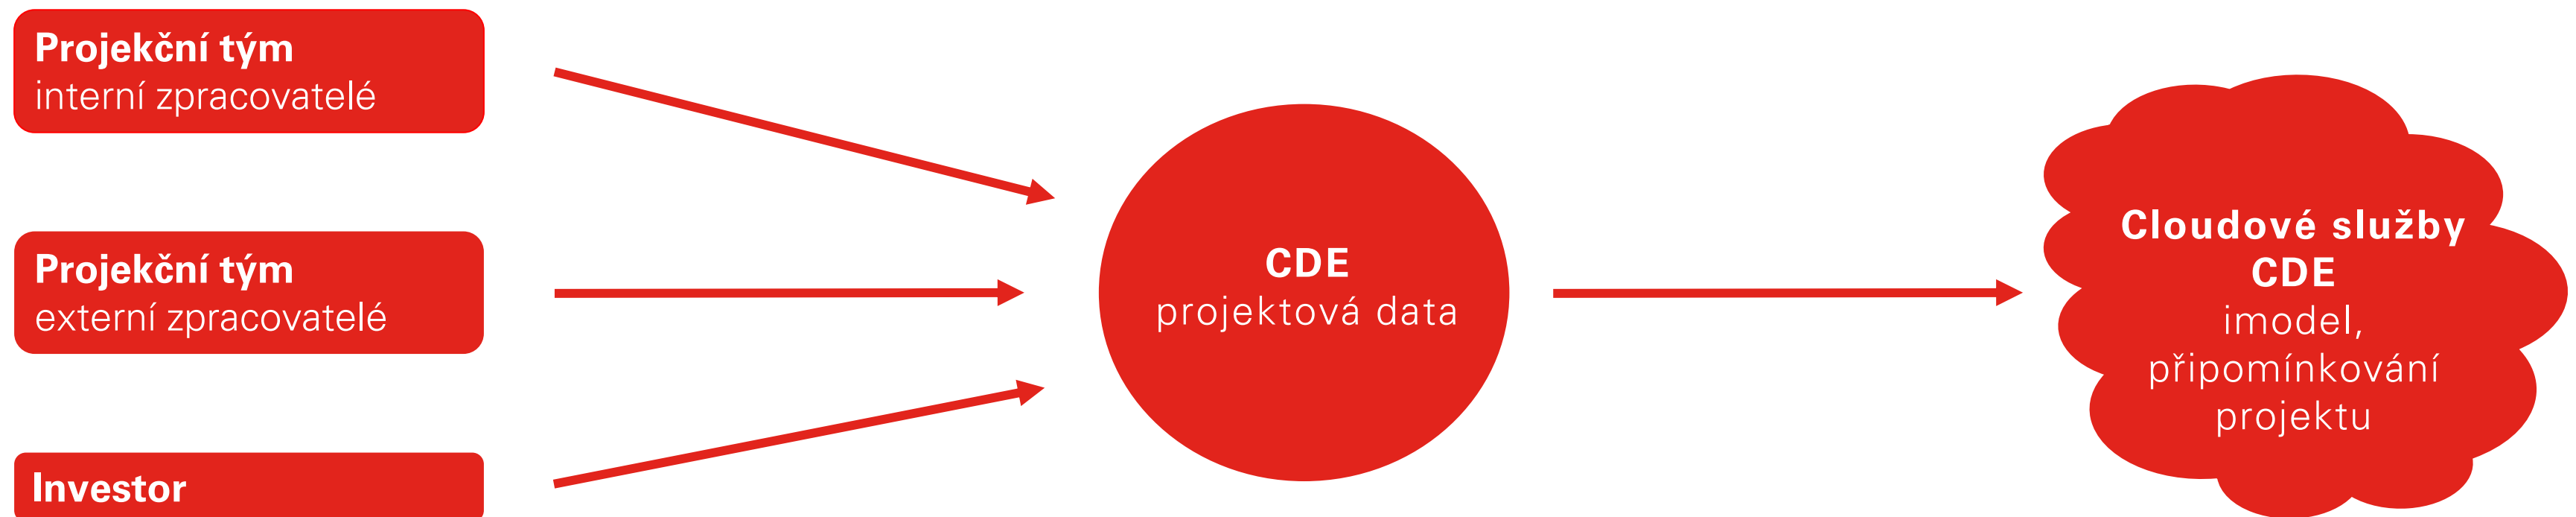 Projekční tým
interní zpracovatelé
Projekční tým
externí zpracovatelé
Investor
CDE
projektová data
Cloudové služby
CDE
imodel,
připomínkování
projektu